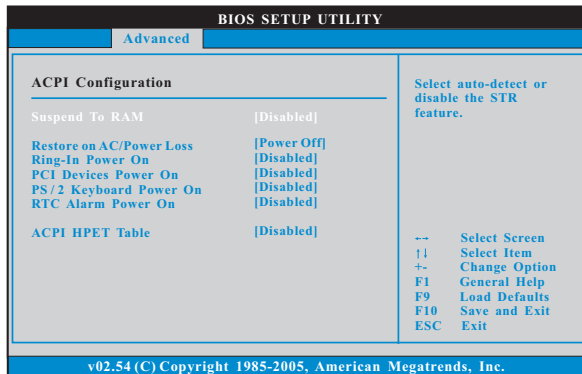 BIOS SETUP UTILITY
Advanced
ACPI Configuration
Suspend To RAM [Disabled]
Restore on AC/Power Loss [Power Off]
Ring-In Power On [Disabled]
PCI Devices Power On [Disabled]
PS/2 Keyboard Power On [Disabled]
RTC Alarm Power On [Disabled]
ACPI HPET Table [Disabled]
Select auto-detect or
disable the STR
feature.
←→ Select Screen
↑↓ Select Item
+- Change Option
F1 General Help
F9 Load Defaults
F10 Save and Exit
ESC Exit
v02.54 (C) Copyright 1985-2005, American Megatrends, Inc.